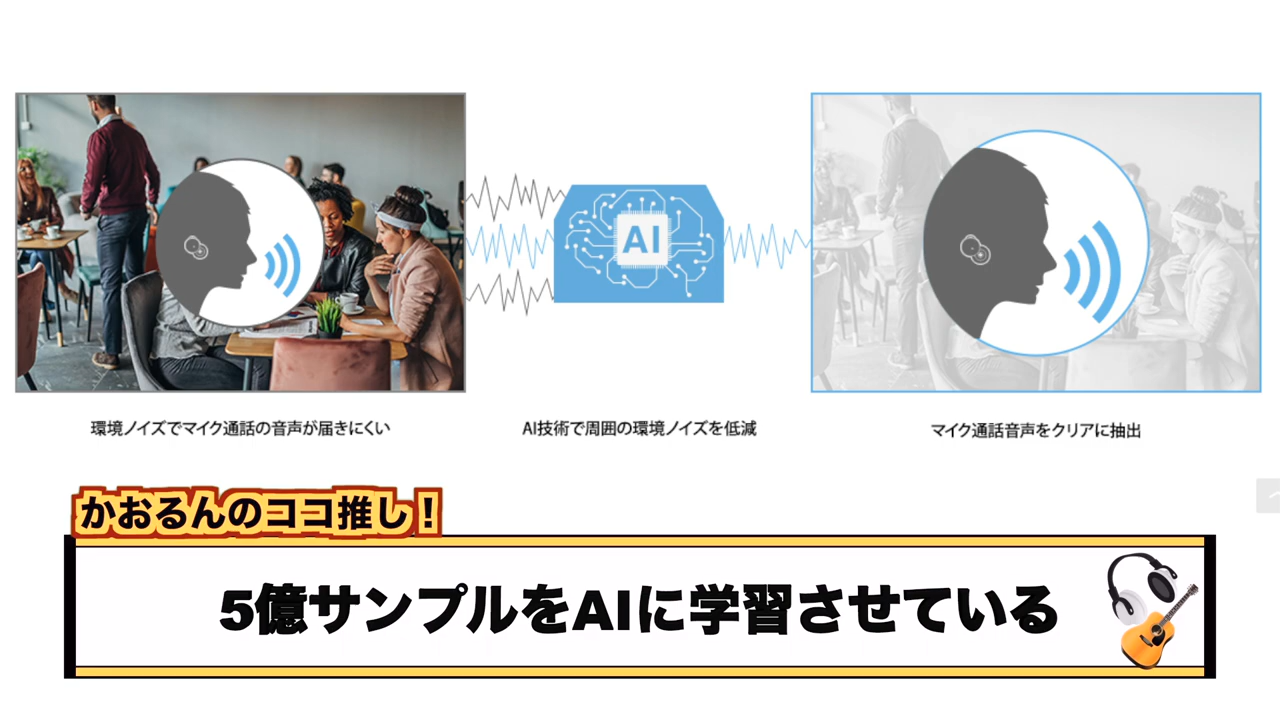 AI
環境ノイズでマイク通話の音声が届きにくい
AI技術で周囲の環境ノイズを低減
マイク通話音声をクリアに抽出
かおるんのココ推し！
5億サンプルをAIに学習させている